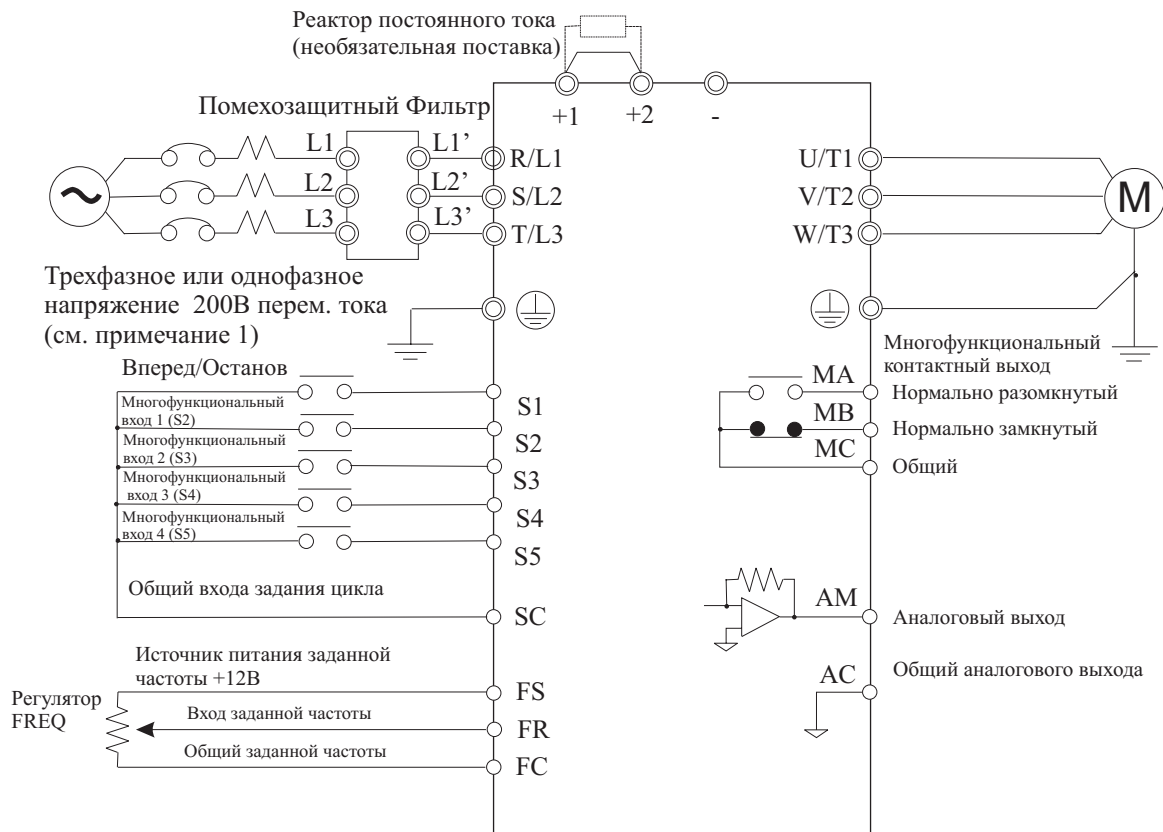 Реактор постоянного тока
(необязательная поставка)
+1
+2
-
Помехозащитный Фильтр
L1
L1’
R/L1
U/T1
L2
L2’
S/L2
V/T2
M
L3
L3’
T/L3
W/T3
Трехфазное или однофазное
напряжение 200В перем. тока
(см. примечание 1)
Вперед/Останов
S1
Многофункциональный
вход 1 (S2)
S2
Многофункциональный
вход 2 (S3)
S3
Многофункциональный
вход 3 (S4)
S4
Многофункциональный
вход 4 (S5)
S5
Общий входа задания цикла
SC
Источник питания заданной
частоты +12В
FS
Регулятор
FREQ
Вход заданной частоты
FR
Общий заданной частоты
FC
Многофункциональный
контактный выход
MA
Нормально разомкнутый
MB
Нормально замкнутый
MC
Общий
AM
Аналоговый выход
AC
Общий аналогового выхода